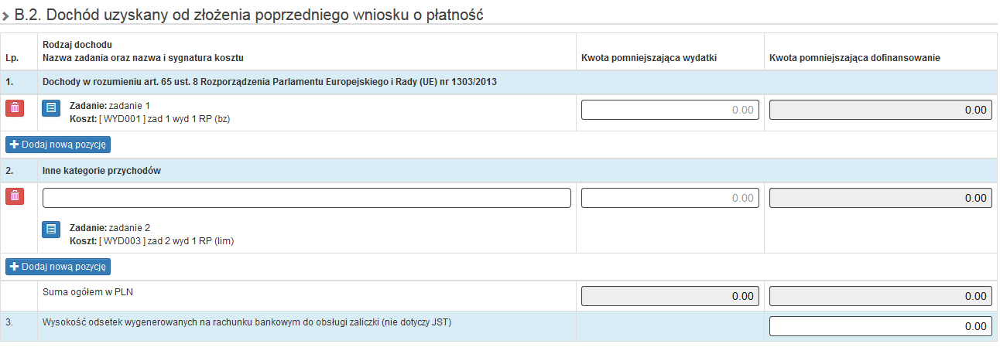 B.2. Dochód uzyskany od złożenia poprzedniego wniosku o płatność
Lp.
Rodzaj dochodu
Nazwa zadania oraz nazwa i sygnatura kosztu
Kwota pomniejszająca wydatki
Kwota pomniejszająca dofinansowanie
1.
Dochody w rozumieniu art. 65 ust. 8 Rozporządzenia Parlamentu Europejskiego i Rady (UE) nr 1303/2013
Zadanie: zadanie 1
Koszt: [ WYD001 ] zad 1 wyd 1 RP (bz)
0.00
0.00
Dodaj nową pozycję
2.
Inne kategorie przychodów
0.00
0.00
Zadanie: zadanie 2
Koszt: [ WYD003 ] zad 2 wyd 1 RP (lim)
Dodaj nową pozycję
Suma ogółem w PLN
0.00
0.00
3.
Wysokość odsetek wygenerowanych na rachunku bankowym do obsługi zaliczki (nie dotyczy JST)
0.00